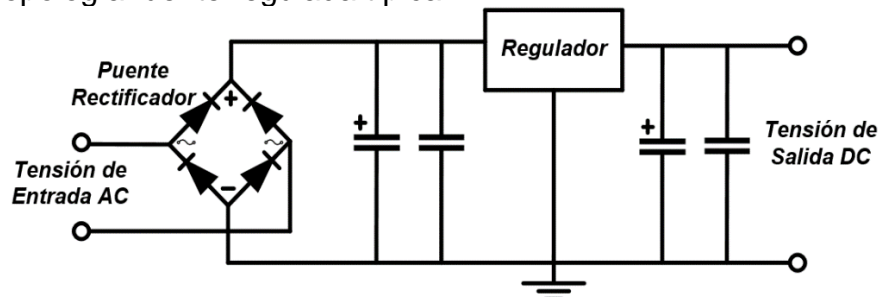 Puente
Rectificador
Regulador
+
~
~
-
+
+
Tensión de
Entrada AC
Tensión de
Salida DC